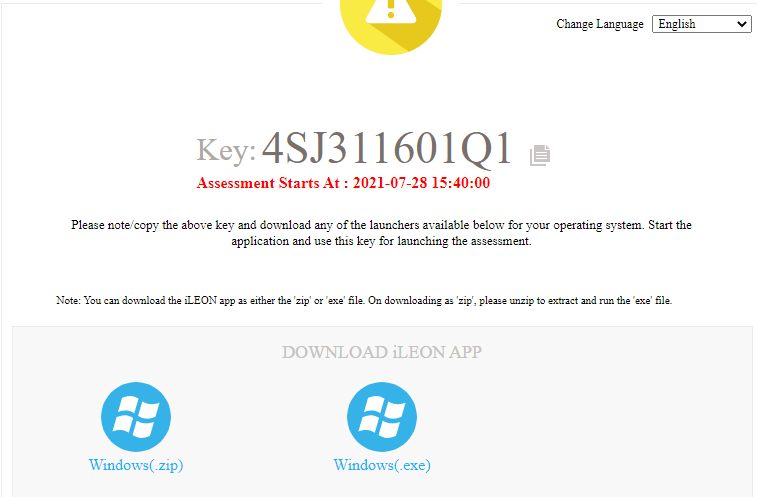 Change Language English
Key: 4SJ311601Q1
Assessment Starts At : 2021-07-28 15:40:00
Please note/copy the above key and download any of the launchers available below for your operating system. Start the
application and use this key for launching the assessment.
Note: You can download the iLEON app as either the 'zip' or 'exe' file. On downloading as 'zip', please unzip to extract and run the 'exe' file.
DOWNLOAD iLEON APP
Windows(.zip) Windows(.exe)